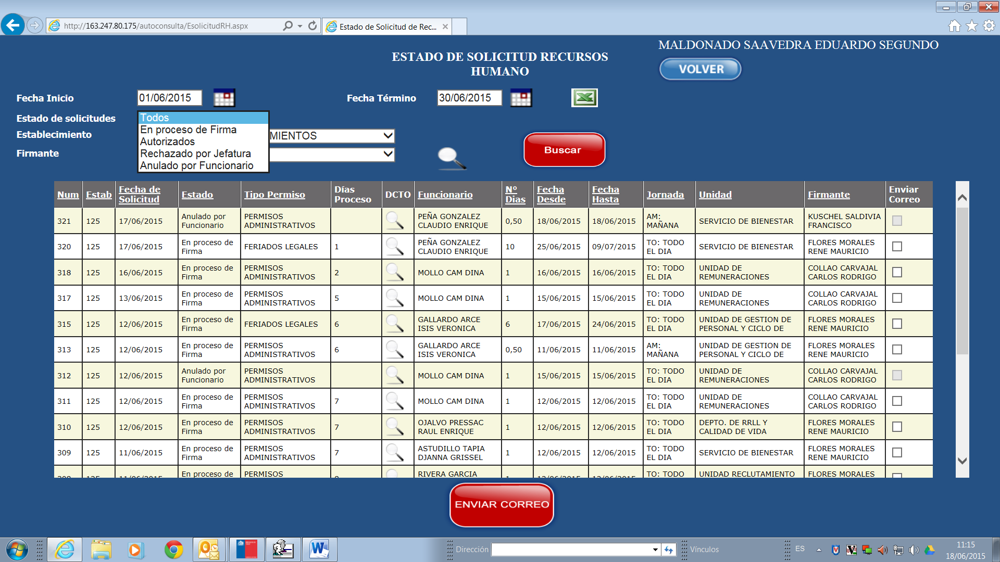 http://163.247.80.175/autoconsulta/EsolicitudRH.aspx
Estado de Solicitud de Rec...
MALDONADO SAAVEDRA EDUARDO SEGUNDO
ESTADO DE SOLICITUD RECURSOS
HUMANO
VOLVER
Fecha Inicio 01/06/2015 Fecha Término 30/06/2015
Estado de solicitudes
Todos
En proceso de Firma
Autorizados
Rechazado por Jefatura
Anulado por Funcionario
Establecimiento MIENTOS
Firmante
Buscar
Num Estab Fecha de Solicitud Estado Tipo Permiso Días Proceso DCTO Funcionario Nº Dias Fecha Desde Fecha Hasta Jornada Unidad Firmante Enviar Correo
321 125 17/06/2015 Anulado por Funcionario PERMISOS ADMINISTRATIVOS PEÑA GONZALEZ CLAUDIO ENRIQUE 0,50 18/06/2015 18/06/2015 AM: MAÑANA SERVICIO DE BIENESTAR KUSCHEL SALDIVIA FRANCISCO
320 125 17/06/2015 En proceso de Firma FERIADOS LEGALES 1 PEÑA GONZALEZ CLAUDIO ENRIQUE 10 25/06/2015 09/07/2015 TO: TODO EL DIA SERVICIO DE BIENESTAR FLORES MORALES RENE MAURICIO
318 125 16/06/2015 En proceso de Firma PERMISOS ADMINISTRATIVOS 2 MOLLO CAM DINA 1 16/06/2015 16/06/2015 TO: TODO EL DIA UNIDAD DE REMUNERACIONES COLLAO CARVAJAL CARLOS RODRIGO
317 125 13/06/2015 En proceso de Firma PERMISOS ADMINISTRATIVOS 5 MOLLO CAM DINA 1 15/06/2015 15/06/2015 TO: TODO EL DIA UNIDAD DE REMUNERACIONES COLLAO CARVAJAL CARLOS RODRIGO
315 125 12/06/2015 En proceso de Firma FERIADOS LEGALES 6 GALLARDO ARCE ISIS VERONICA 6 17/06/2015 24/06/2015 TO: TODO EL DIA UNIDAD DE GESTION DE PERSONAL Y CICLO DE FLORES MORALES RENE MAURICIO
313 125 12/06/2015 En proceso de Firma PERMISOS ADMINISTRATIVOS 6 GALLARDO ARCE ISIS VERONICA 0,50 11/06/2015 11/06/2015 AM: MAÑANA UNIDAD DE GESTION DE PERSONAL Y CICLO DE FLORES MORALES RENE MAURICIO
312 125 12/06/2015 Anulado por Funcionario PERMISOS ADMINISTRATIVOS MOLLO CAM DINA 1 15/06/2015 15/06/2015 TO: TODO EL DIA UNIDAD DE REMUNERACIONES COLLAO CARVAJAL CARLOS RODRIGO
311 125 12/06/2015 En proceso de Firma PERMISOS ADMINISTRATIVOS 7 MOLLO CAM DINA 1 12/06/2015 12/06/2015 TO: TODO EL DIA UNIDAD DE REMUNERACIONES COLLAO CARVAJAL CARLOS RODRIGO
310 125 12/06/2015 En proceso de Firma PERMISOS ADMINISTRATIVOS 7 OJALVO PRESSAC RAUL ENRIQUE 1 12/06/2015 12/06/2015 TO: TODO EL DIA DEPTO. DE RRLL Y CALIDAD DE VIDA FLORES MORALES RENE MAURICIO
309 125 11/06/2015 En proceso de Firma PERMISOS ADMINISTRATIVOS 7 ASTUDILLO TAPIA DJANNA GRISSEL 1 12/06/2015 12/06/2015 TO: TODO EL DIA SERVICIO DE BIENESTAR FLORES MORALES RENE MAURICIO
En proceso de PERMISOS RIVERA GARCIA TO: TODO UNIDAD RECLUTAMIENTO FLORES MORALES
ENVIAR CORREO
Dirección Vínculos ES 11:15
18/06/2015